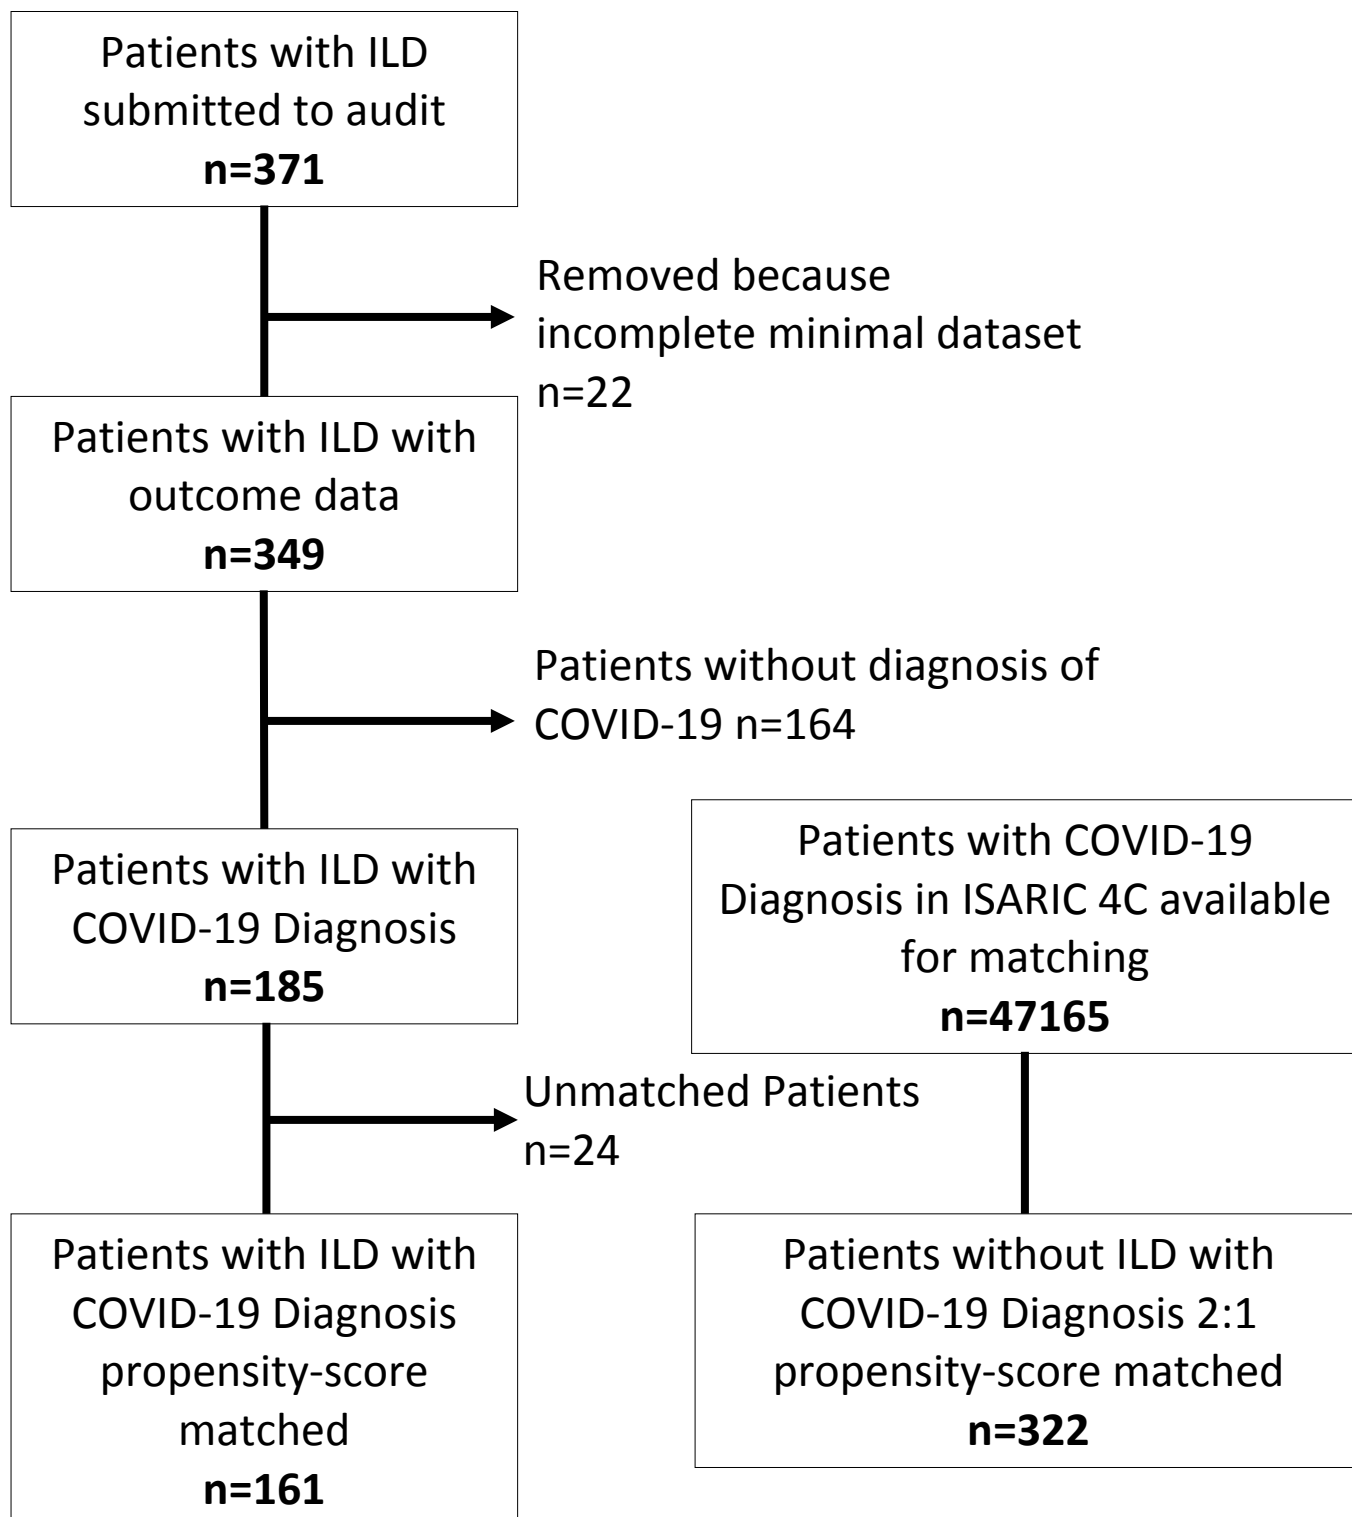 Patients with ILD
submitted to audit
n=371
Removed because
incomplete minimal dataset
n=22
Patients with ILD with
outcome data
n=349
Patients without diagnosis of
COVID-19 n=164
Patients with ILD with
COVID-19 Diagnosis
n=185
Patients with COVID-19
Diagnosis in ISARIC 4C available
for matching
n=47165
Unmatched Patients
n=24
Patients with ILD with
COVID-19 Diagnosis
propensity-score
matched
n=161
Patients without ILD with
COVID-19 Diagnosis 2:1
propensity-score matched
n=322